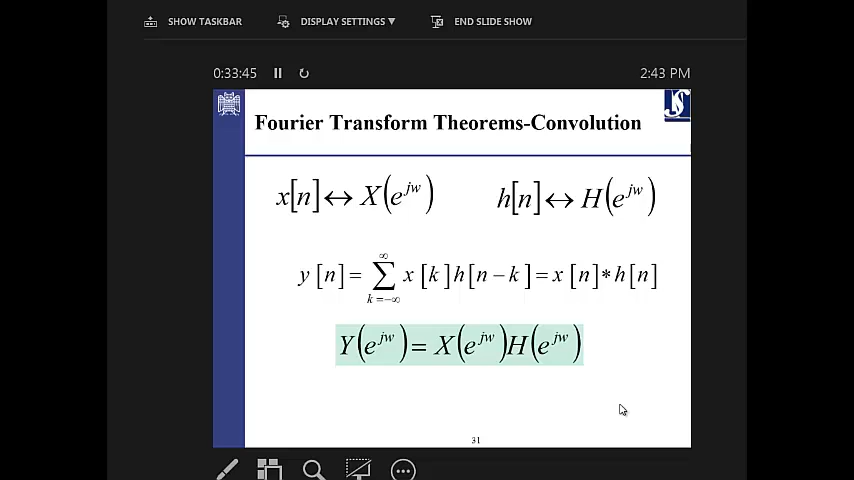 SHOW TASKBAR DISPLAY SETTINGS ▼ END SLIDE SHOW
0:33:45 2:43 PM
Fourier Transform Theorems-Convolution
x[n] ↔ X(e^{jw}) h[n] ↔ H(e^{jw})
y[n] = \sum_{k=-∞}^{∞} x[k]h[n−k] = x[n]*h[n]
Y(e^{jw}) = X(e^{jw})H(e^{jw})
31